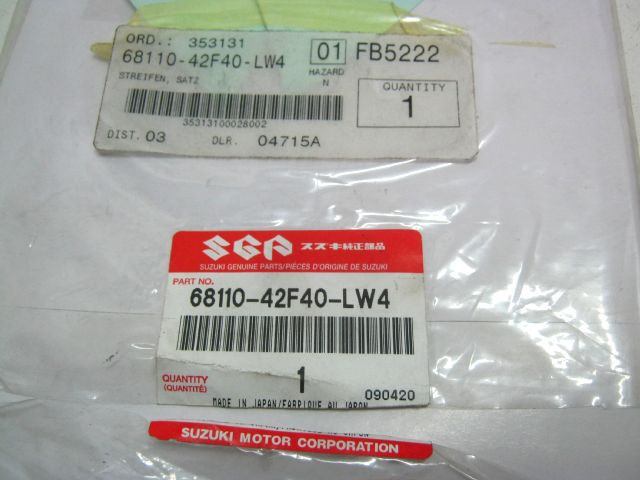 ORD.: 353131
01 FB5222
68110-42F40-LW4
HAZARD
STREIFEN, SATZ
N
QUANTITY
1
35313100028002
DIST. 03 DLR. 04715A
SGP スズキ純正部品
SUZUKI GENUINE PARTS/PIÈCES D'ORIGINE DE SUZUKI
PART NO.
68110-42F40-LW4
QUANTITY
(QUANTITÉ)
1
090420
MADE IN JAPAN/FABRIQUE AU JAPON
SUZUKI MOTOR CORPORATION